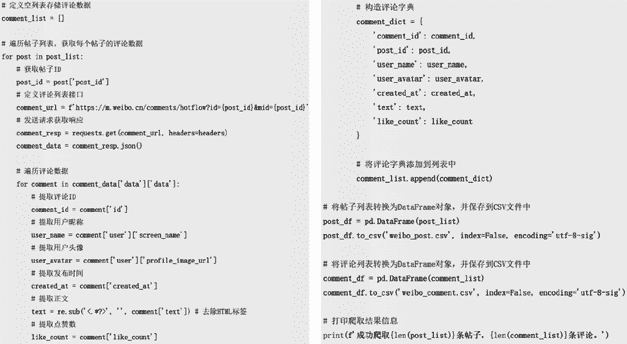 # 定义空列表存储评论数据
comment_list = []
# 遍历帖子列表，获取每个帖子的评论数据
for post in post_list:
# 获取帖子ID
post_id = post['post_id']
# 定义评论列表接口
comment_url = f'https://m.weibo.cn/comments/hotflow?id={post_id}&mid={post_id}'
# 发送请求获取响应
comment_resp = requests.get(comment_url, headers=headers)
comment_data = comment_resp.json()
# 遍历评论数据
for comment in comment_data['data']['data']:
# 提取评论ID
comment_id = comment['id']
# 提取用户昵称
user_name = comment['user']['screen_name']
# 提取用户头像
user_avatar = comment['user']['profile_image_url']
# 提取发布时间
created_at = comment['created_at']
# 提取正文
text = re.sub('<.*?>', '', comment['text']) # 去除HTML标签
# 提取点赞数
like_count = comment['like_count']
# 构造评论字典
comment_dict = {
'comment_id': comment_id,
'post_id': post_id,
'user_name': user_name,
'user_avatar': user_avatar,
'created_at': created_at,
'text': text,
'like_count': like_count
}
# 将评论字典添加到列表中
comment_list.append(comment_dict)
# 将帖子列表转换为DataFrame对象，并保存到CSV文件中
post_df = pd.DataFrame(post_list)
post_df.to_csv('weibo_post.csv', index=False, encoding='utf-8-sig')
# 将评论列表转换为DataFrame对象，并保存到CSV文件中
comment_df = pd.DataFrame(comment_list)
comment_df.to_csv('weibo_comment.csv', index=False, encoding='utf-8-sig')
# 打印爬取结果信息
print(f'成功爬取{len(post_list)}条帖子，{len(comment_list)}条评论。')